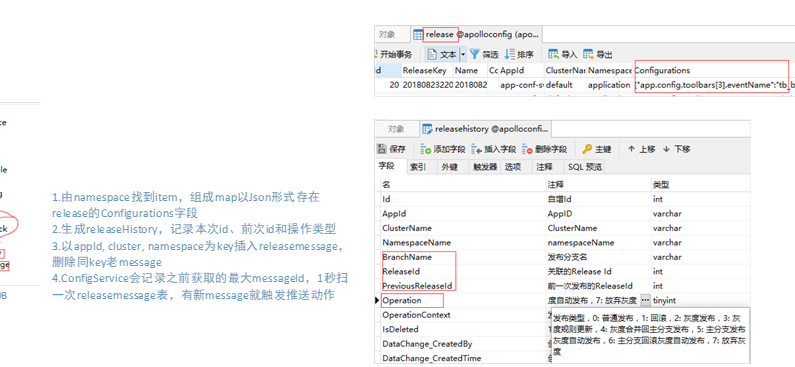 ce
le
g
ck
age
OB
1.由namespace找到item，组成map以Json形式存在
release的Configurations字段
2.生成releaseHistory，记录本次id、前次id和操作类型
3.以appId, cluster, namespace为key插入releasemessage，
删除同key老message
4.ConfigService会记录之前获取的最大messageId，1秒扫
一次releasemessage表，有新message就触发推送动作
对象 release @apolloconfig (apo...
开始事务 文本 筛选 排序 导入 导出
Id ReleaseKey Name Co AppId ClusterNam Namespace Configurations
20 20180823220 2018082 app-conf-sv default application {"app.config.toolbars[3].eventName":"tb_b
对象 releasehistory @apolloconfi...
保存 添加字段 插入字段 删除字段 主键 上移 下移
字段 索引 外键 触发器 选项 注释 SQL 预览
名 注释 类型
Id 自增Id int
AppId AppID varchar
ClusterName ClusterName varchar
NamespaceName namespaceName varchar
BranchName 发布分支名 varchar
ReleaseId 关联的Release Id int
PreviousReleaseId 前一次发布的ReleaseId int
Operation 度自动发布，7: 放弃灰度 ... tinyint
OperationContext
IsDeleted 1
DataChange_CreatedBy
DataChange_CreatedTime
发布类型，0: 普通发布，1: 回滚，2: 灰度发布，3: 灰
度规则更新，4: 灰度合并回主分支发布，5: 主分支发布
灰度自动发布，6: 主分支回滚灰度自动发布，7: 放弃灰
度